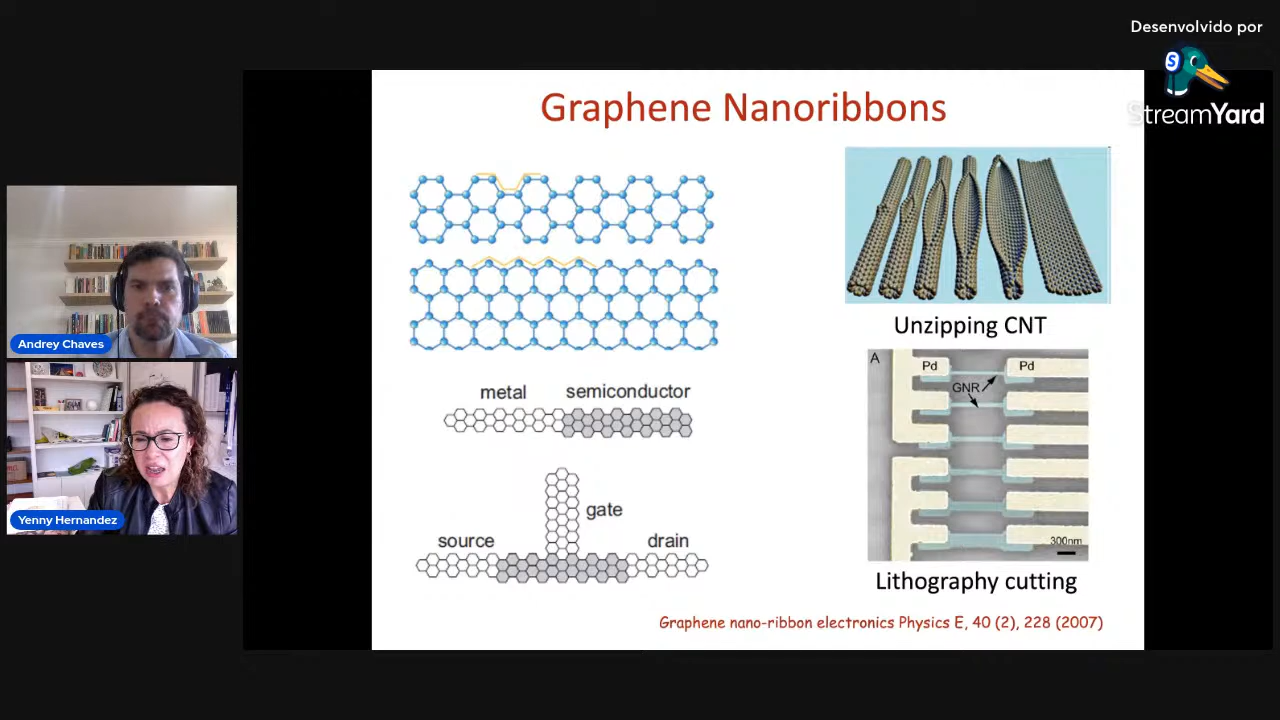 Desenvolvido por
StreamYard
Graphene Nanoribbons
Unzipping CNT
metal
semiconductor
A
Pd
Pd
GNR
300nm
gate
source
drain
Lithography cutting
Graphene nano-ribbon electronics Physics E, 40 (2), 228 (2007)
Andrey Chaves
Yenny Hernandez